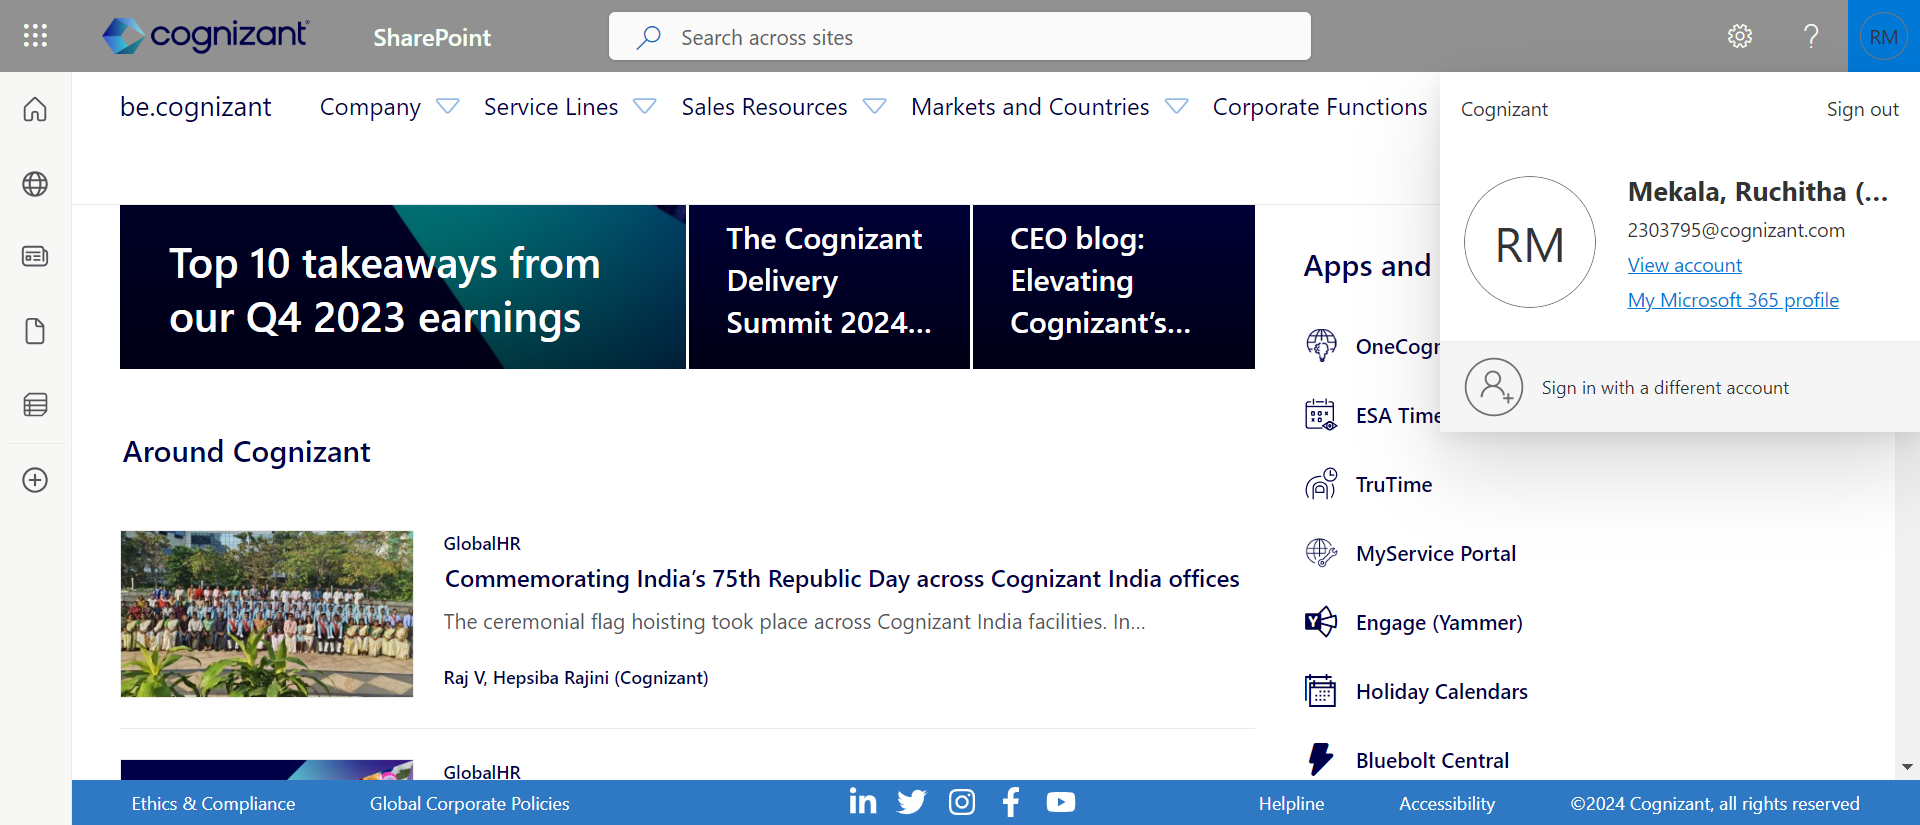 cognizant
SharePoint
Search across sites
?
RM
be.cognizant
Company
Service Lines
Sales Resources
Markets and Countries
Corporate Functions
Cognizant
Sign out
RM
Mekala, Ruchitha (...
2303795@cognizant.com
View account
My Microsoft 365 profile
Sign in with a different account
Top 10 takeaways from
our Q4 2023 earnings
The Cognizant
Delivery
Summit 2024...
CEO blog:
Elevating
Cognizant's...
Apps and
OneCogn
ESA Time
TruTime
MyService Portal
Engage (Yammer)
Holiday Calendars
Bluebolt Central
Around Cognizant
GlobalHR
Commemorating India's 75th Republic Day across Cognizant India offices
The ceremonial flag hoisting took place across Cognizant India facilities. In...
Raj V, Hepsiba Rajini (Cognizant)
GlobalHR
Ethics & Compliance
Global Corporate Policies
Helpline
Accessibility
©2024 Cognizant, all rights reserved